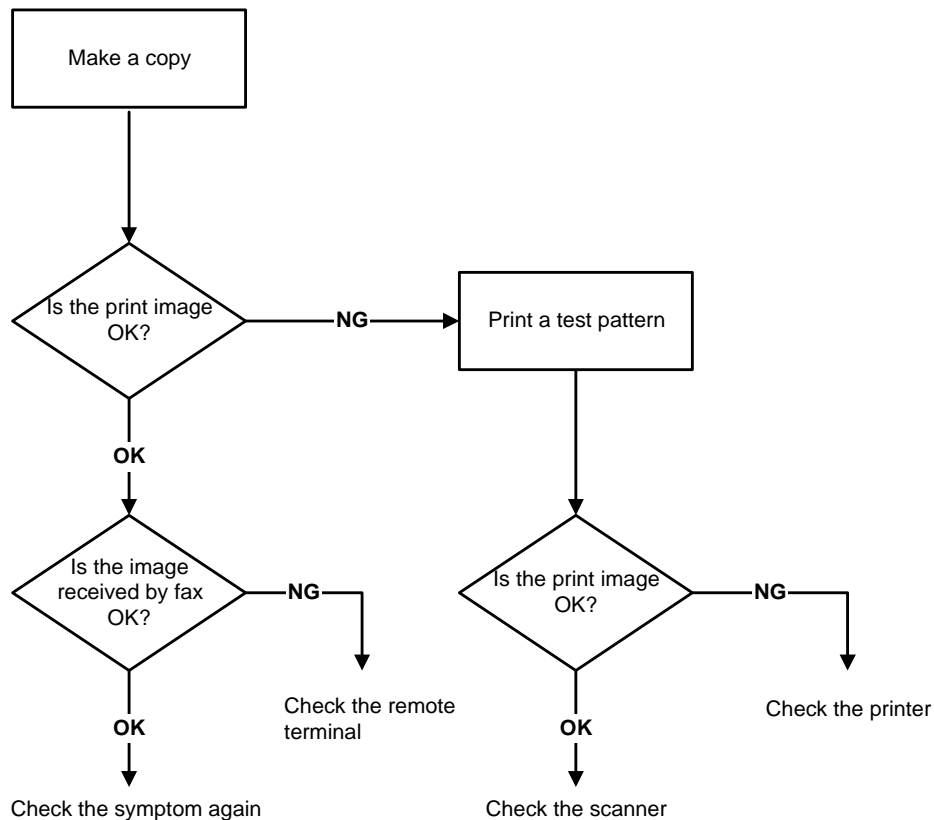 Make a copy
Is the print image
OK?
NG
Print a test pattern
OK
Is the image
received by fax
OK?
NG
Check the remote
terminal
OK
Check the symptom again
Is the print image
OK?
NG
Check the printer
OK
Check the scanner